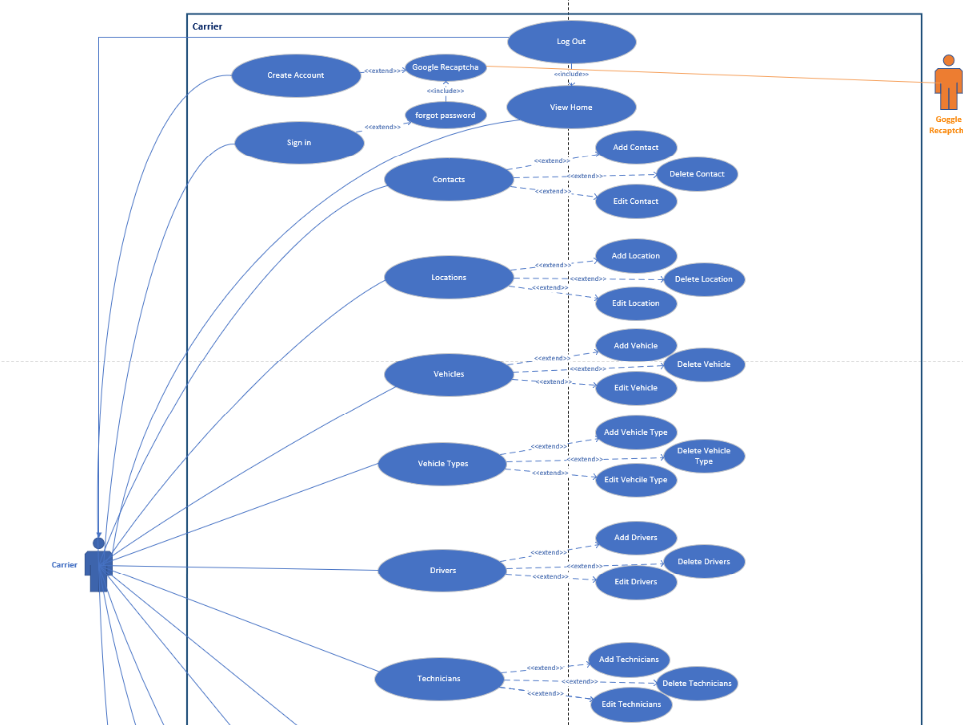 Carrier
Log Out
Create Account
<<extend>>
Google Recaptcha
<<include>>
<<include>>
forgot password
View Home
Goggle
Recaptch
Sign in
<<extend>>
Contacts
<<extend>>
Add Contact
<<extend>>
Delete Contact
<<extend>>
Edit Contact
Locations
<<extend>>
Add Location
<<extend>>
Delete Location
<<extend>>
Edit Location
Vehicles
<<extend>>
Add Vehicle
<<extend>>
Delete Vehicle
<<extend>>
Edit Vehicle
Vehicle Types
<<extend>>
Add Vehicle Type
<<extend>>
Delete Vehicle
Type
<<extend>>
Edit Vehcile Type
Carrier
Drivers
<<extend>>
Add Drivers
<<extend>>
Delete Drivers
<<extend>>
Edit Drivers
Technicians
<<extend>>
Add Technicians
<<extend>>
Delete Technicians
<<extend>>
Edit Technicians